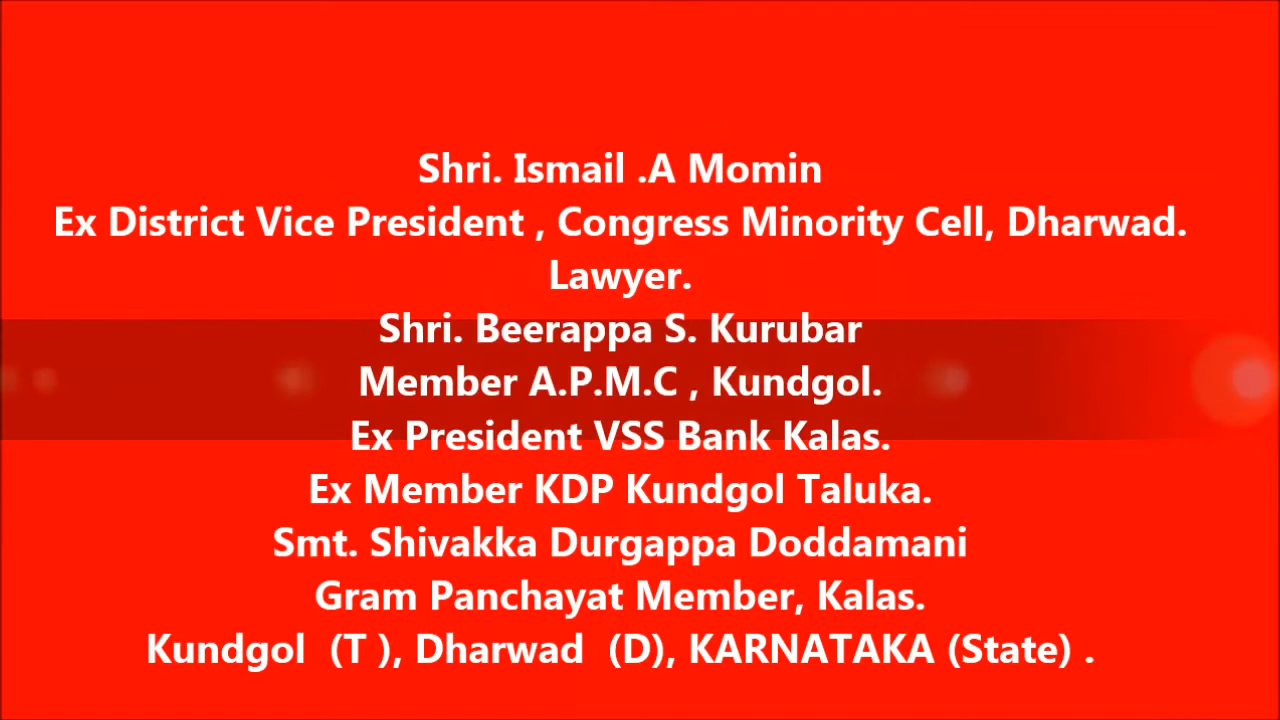 Shri. Ismail .A Momin
Ex District Vice President , Congress Minority Cell, Dharwad.
Lawyer.
Shri. Beerappa S. Kurubar
Member A.P.M.C , Kundgol.
Ex President VSS Bank Kalas.
Ex Member KDP Kundgol Taluka.
Smt. Shivakka Durgappa Doddamani
Gram Panchayat Member, Kalas.
Kundgol  (T ), Dharwad  (D), KARNATAKA (State) .